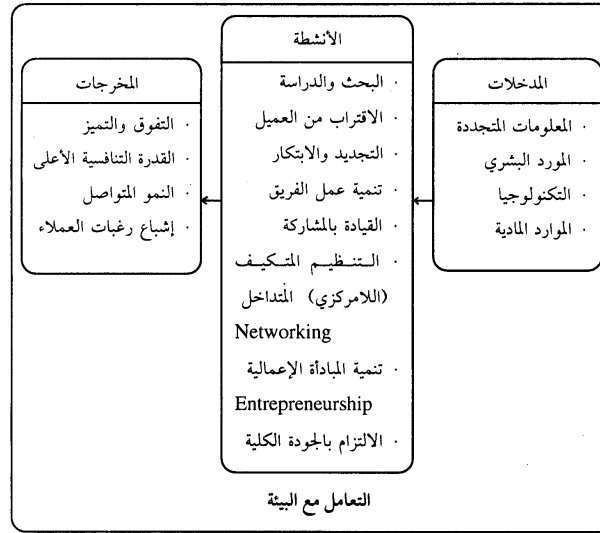 المدخلات
· المعلومات المتجددة
· المورد البشري
· التكنولوجيا
· الموارد المادية
الأنشطة
· البحث والدراسة
· الاقتراب من العميل
· التجديد والابتكار
· تنمية عمل الفريق
· القيادة بالمشاركة
· التنظيم المتكيف
(اللامركزي) المتداخل
Networking
· تنمية المبادأة الإعمالية
Entrepreneurship
· الالتزام بالجودة الكلية
المخرجات
· التفوق والتميز
· القدرة التنافسية الأعلى
· النمو المتواصل
· إشباع رغبات العملاء
التعامل مع البيئة